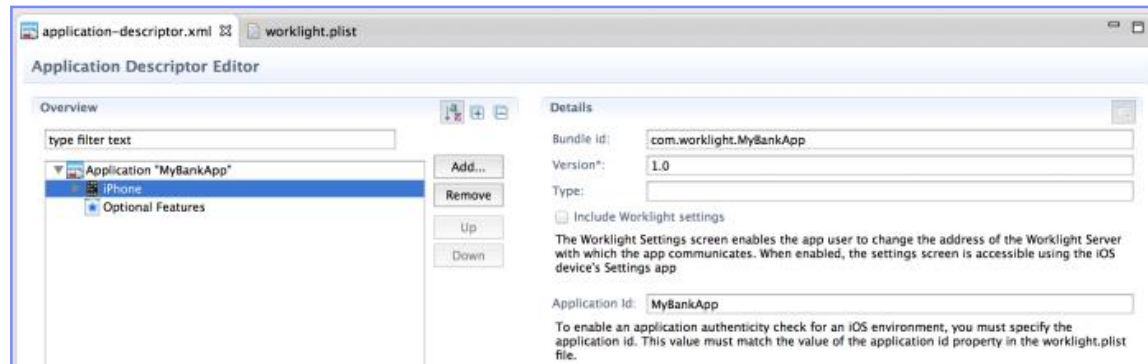 application-descriptor.xml
worklight.plist
Application Descriptor Editor
Overview
type filter text
Application "MyBankApp"
iPhone
Optional Features
Add...
Remove
Up
Down
Details
Bundle id: com.worklight.MyBankApp
Version*: 1.0
Type:
Include Worklight settings
The Worklight Settings screen enables the app user to change the address of the Worklight Server
with which the app communicates. When enabled, the settings screen is accessible using the iOS
device's Settings app
Application Id: MyBankApp
To enable an application authenticity check for an iOS environment, you must specify the
application id. This value must match the value of the application id property in the worklight.plist
file.